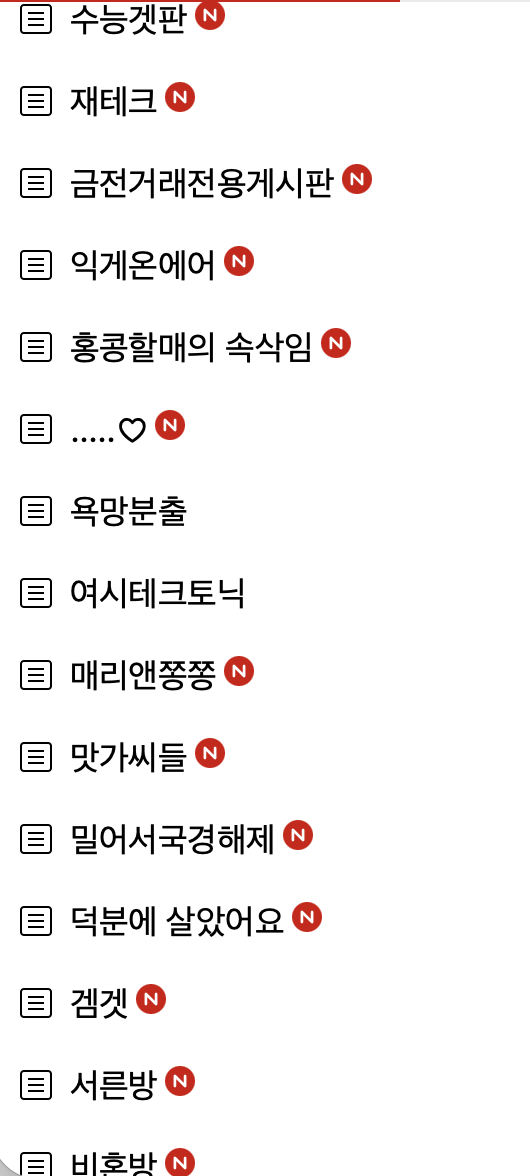 수능겟판 N
재테크 N
금전거래전용게시판 N
익게온에어 N
홍콩할매의 속삭임 N
.....♡ N
욕망분출
여시테크토닉
매리앤쫑쫑 N
맛가씨들 N
밀어서국경해제 N
덕분에 살았어요 N
겜겟 N
서른방 N
비혼방 N